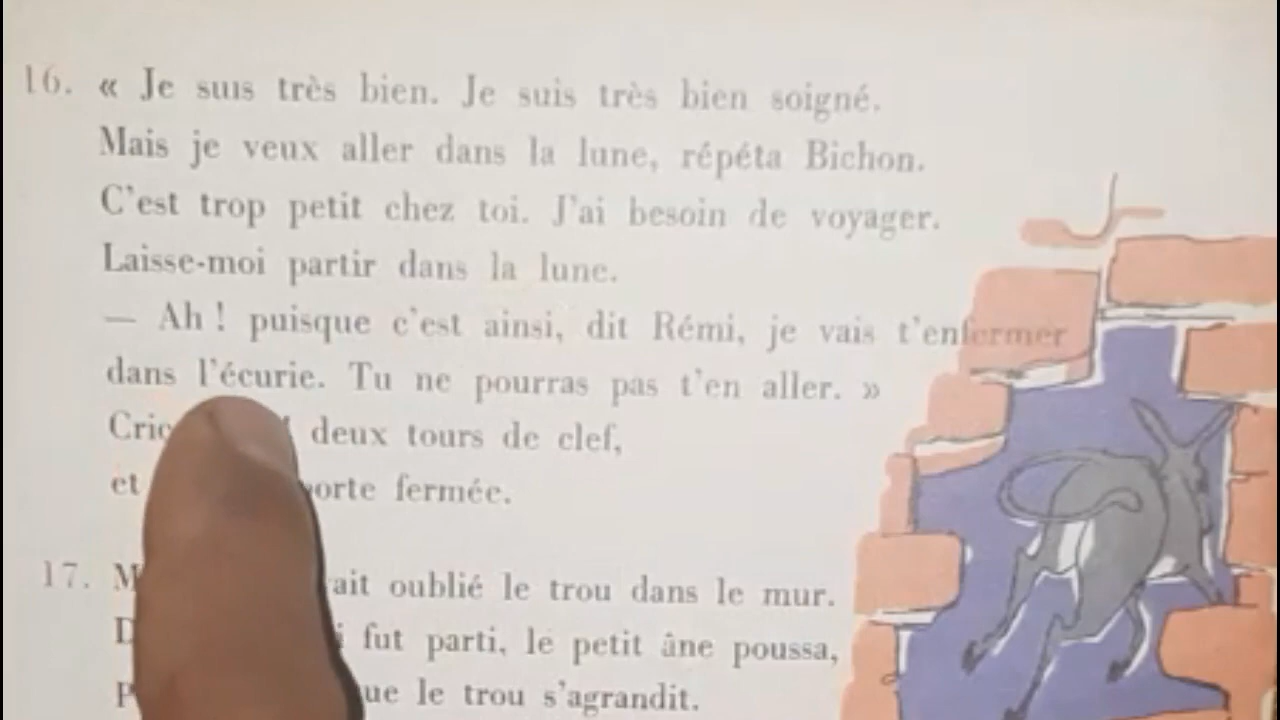 16. « Je suis très bien. Je suis très bien soigné.
Mais je veux aller dans la lune, répéta Bichon.
C'est trop petit chez toi. J'ai besoin de voyager.
Laisse-moi partir dans la lune.
— Ah ! puisque c'est ainsi, dit Rémi, je vais t'enfermer
dans l'écurie. Tu ne pourras pas t'en aller. »
deux tours de clef,
et fermée.
17. oublié le trou dans le mur.
fut parti, le petit âne poussa,
le trou s'agrandit.